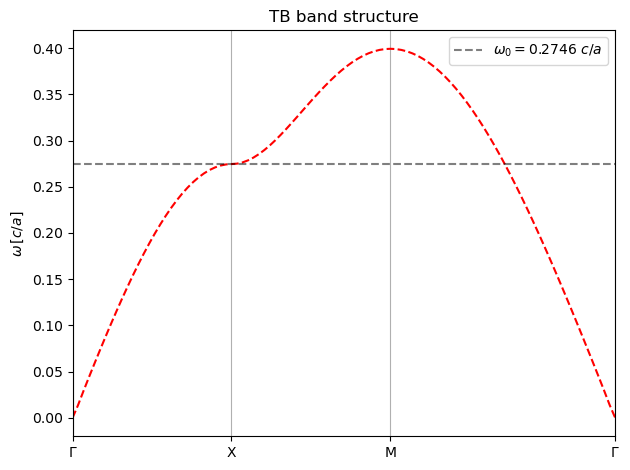 TB band structure
ω₀ = 0.2746 c/a
0.40
0.35
0.30
0.25
0.20
0.15
0.10
0.05
0.00
ω [c/a]
Γ X M Γ